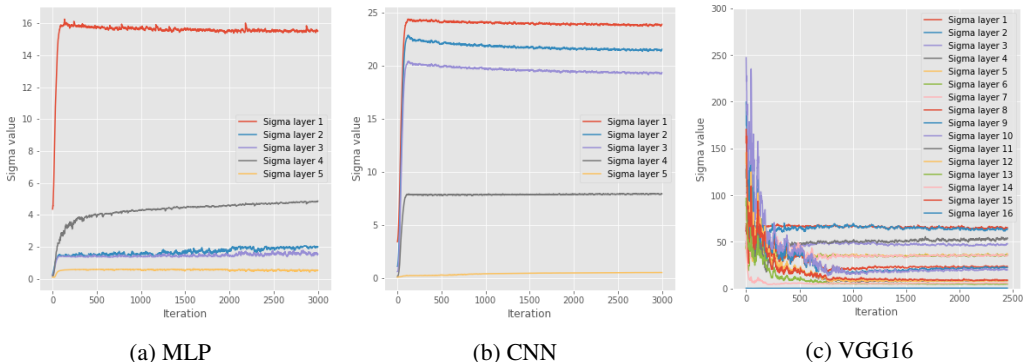 16
14
12
10
8
6
4
2
0
Sigma value
0 500 1000 1500 2000 2500 3000
Iteration
Sigma layer 1
Sigma layer 2
Sigma layer 3
Sigma layer 4
Sigma layer 5
(a) MLP
25
20
15
10
5
0
Sigma value
0 500 1000 1500 2000 2500 3000
Iteration
Sigma layer 1
Sigma layer 2
Sigma layer 3
Sigma layer 4
Sigma layer 5
(b) CNN
300
250
200
150
100
50
0
Sigma value
0 500 1000 1500 2000 2500
Iteration
Sigma layer 1
Sigma layer 2
Sigma layer 3
Sigma layer 4
Sigma layer 5
Sigma layer 6
Sigma layer 7
Sigma layer 8
Sigma layer 9
Sigma layer 10
Sigma layer 11
Sigma layer 12
Sigma layer 13
Sigma layer 14
Sigma layer 15
Sigma layer 16
(c) VGG16